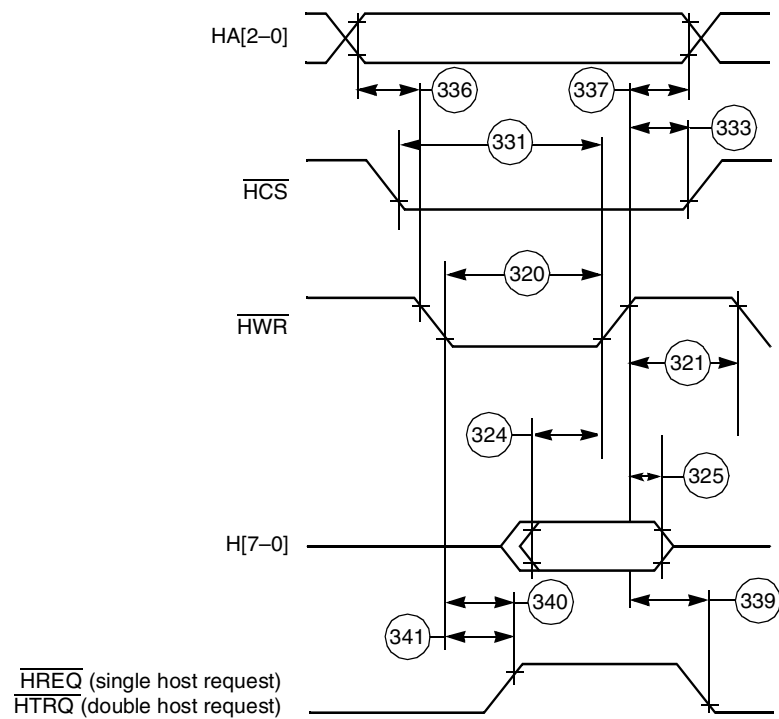 HA[2–0]
336
337
333
331
HCS
320
HWR
321
324
325
H[7–0]
340
339
341
HREQ (single host request)
HTRQ (double host request)